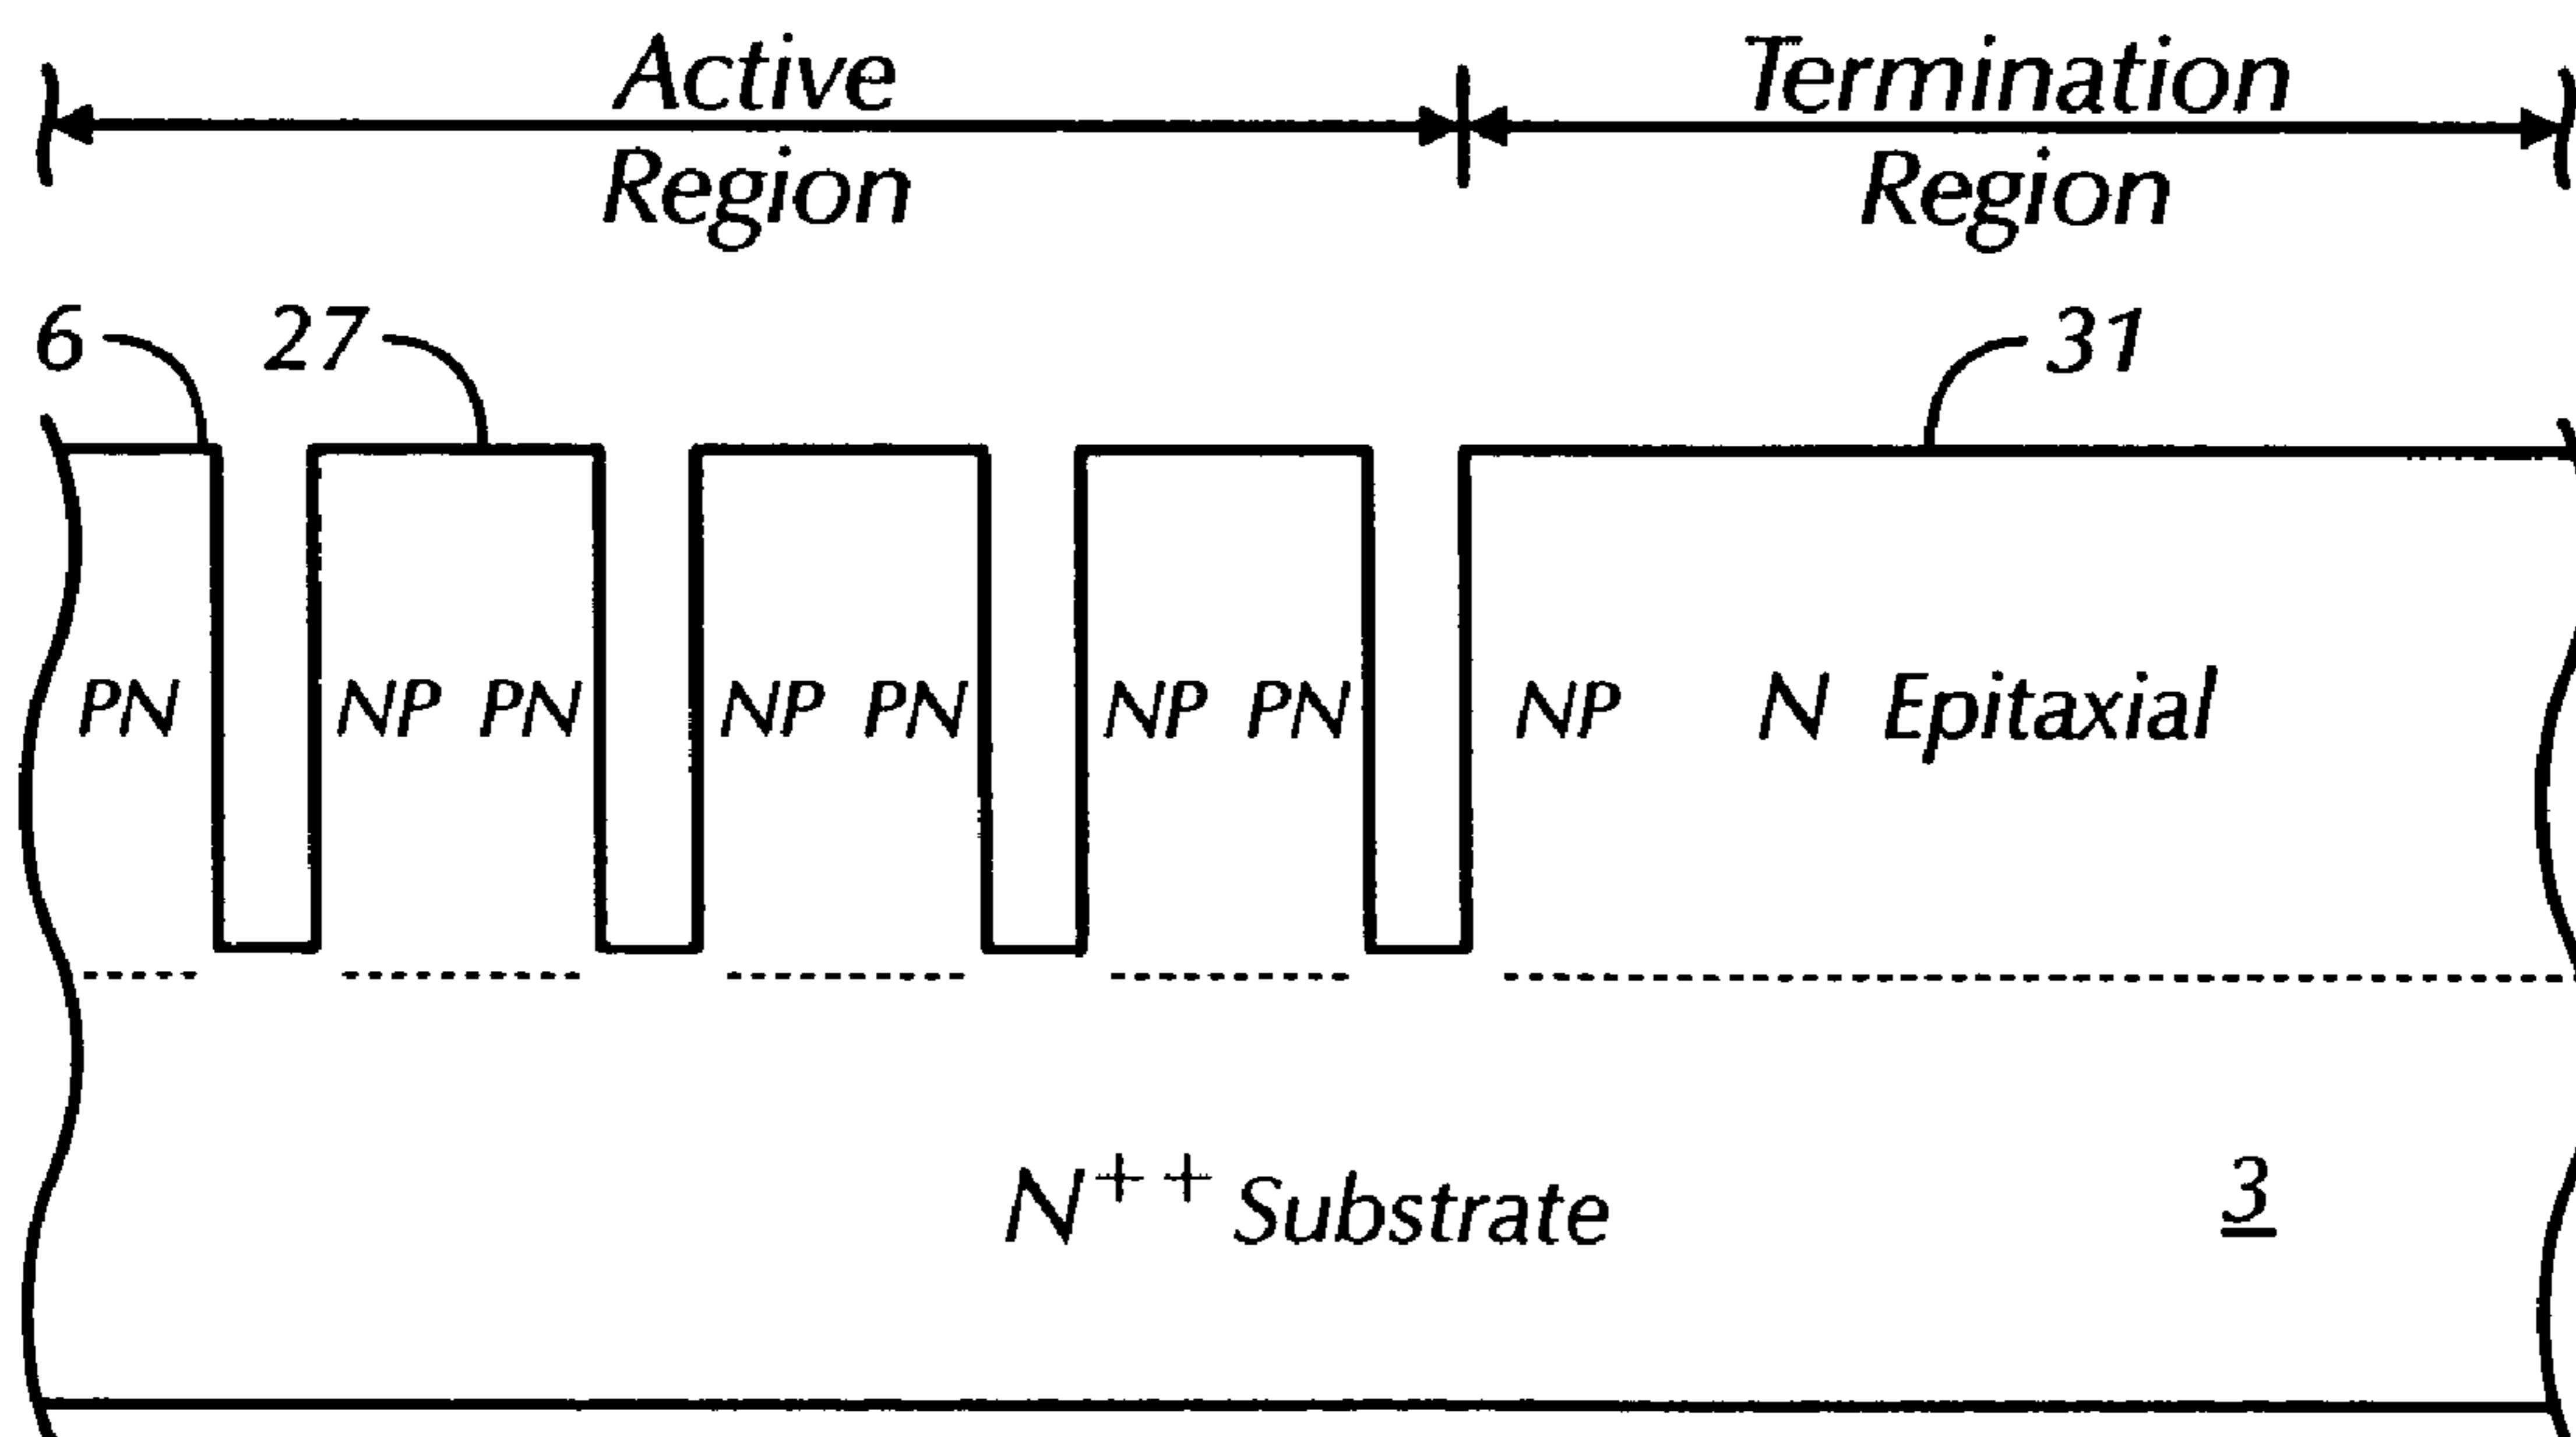 Active Termination
Region Region
6 27 31
PN NP PN NP PN NP PN NP N Epitaxial
N++ Substrate 3